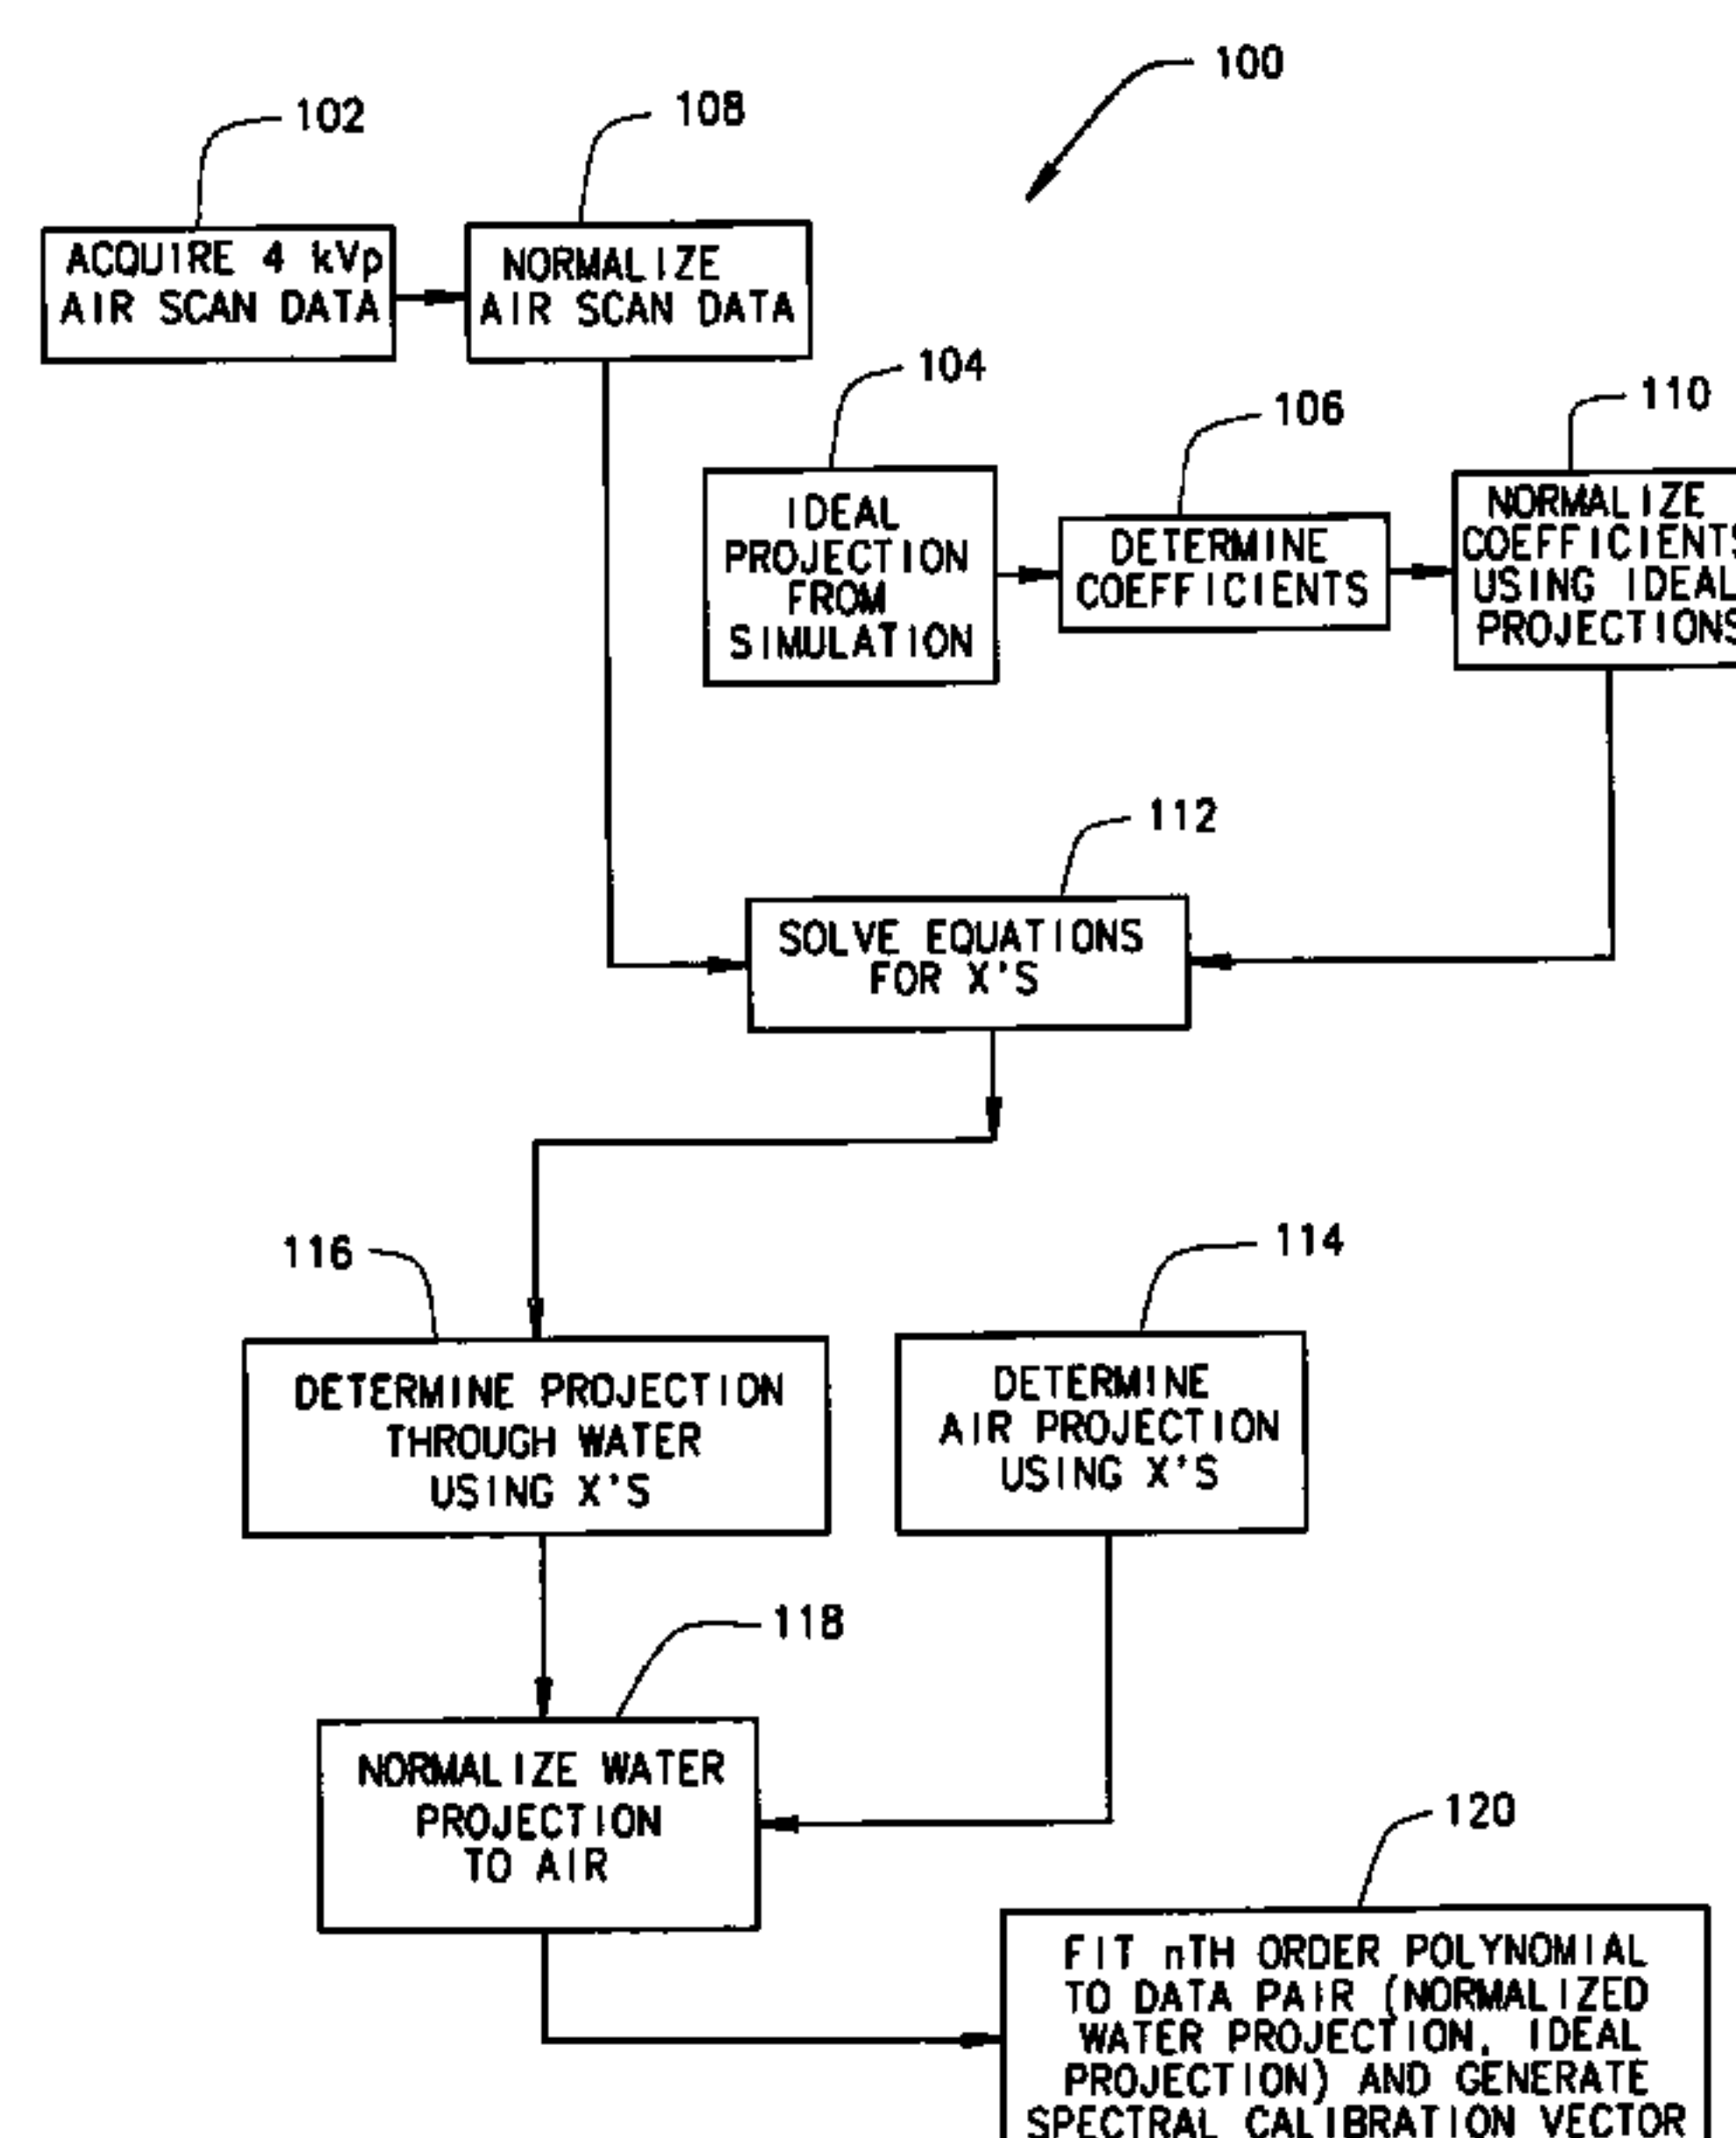 100
102
108
ACQUIRE 4 kVp
AIR SCAN DATA
NORMALIZE
AIR SCAN DATA
104
106
110
IDEAL
PROJECTION
FROM
SIMULATION
DETERMINE
COEFFICIENTS
NORMALIZE
COEFFICIENTS
USING IDEAL
PROJECTIONS
112
SOLVE EQUATIONS
FOR X'S
116
114
DETERMINE PROJECTION
THROUGH WATER
USING X'S
DETERMINE
AIR PROJECTION
USING X'S
118
NORMALIZE WATER
PROJECTION
TO AIR
120
FIT nTH ORDER POLYNOMIAL
TO DATA PAIR (NORMALIZED
WATER PROJECTION, IDEAL
PROJECTION) AND GENERATE
SPECTRAL CALIBRATION VECTOR